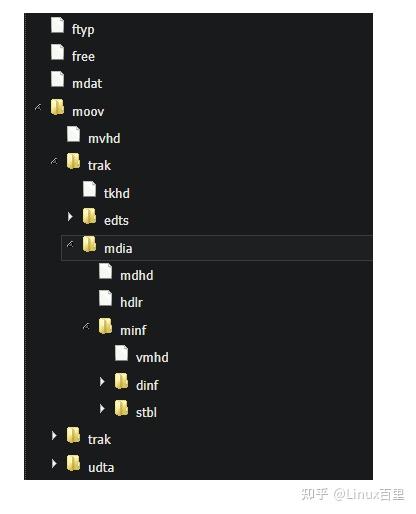 ftyp
free
mdat
moov
mvhd
trak
tkhd
edts
mdia
mdhd
hdlr
minf
vmhd
dinf
stbl
trak
udta
知乎 @Linux百里